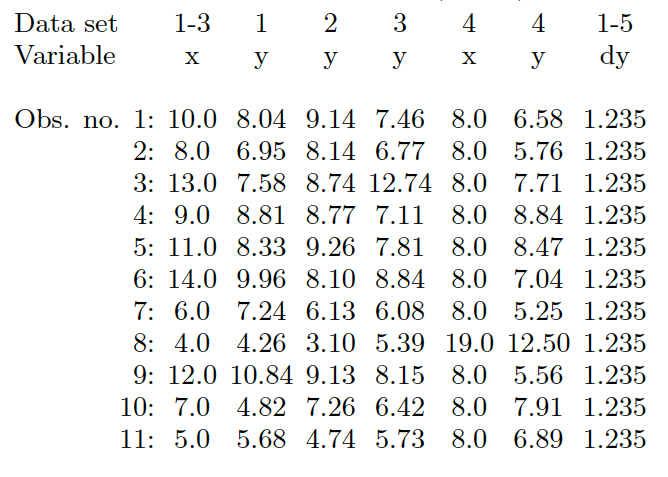 Data set 1-3 1 2 3 4 4 1-5
Variable x y y y x y dy
Obs. no. 1: 10.0 8.04 9.14 7.46 8.0 6.58 1.235
2: 8.0 6.95 8.14 6.77 8.0 5.76 1.235
3: 13.0 7.58 8.74 12.74 8.0 7.71 1.235
4: 9.0 8.81 8.77 7.11 8.0 8.84 1.235
5: 11.0 8.33 9.26 7.81 8.0 8.47 1.235
6: 14.0 9.96 8.10 8.84 8.0 7.04 1.235
7: 6.0 7.24 6.13 6.08 8.0 5.25 1.235
8: 4.0 4.26 3.10 5.39 19.0 12.50 1.235
9: 12.0 10.84 9.13 8.15 8.0 5.56 1.235
10: 7.0 4.82 7.26 6.42 8.0 7.91 1.235
11: 5.0 5.68 4.74 5.73 8.0 6.89 1.235